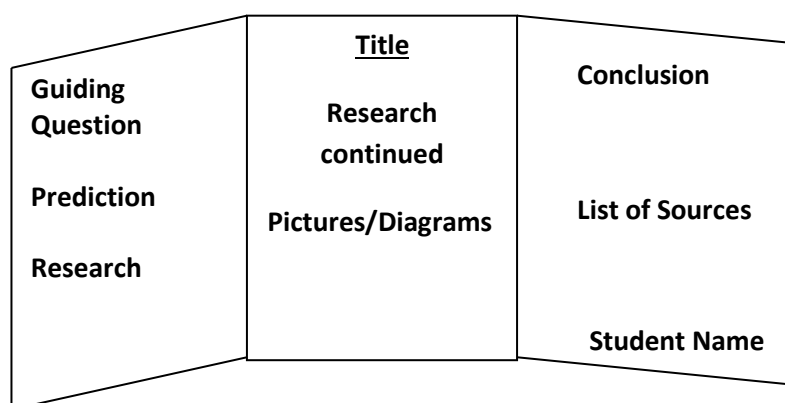 Guiding
Question
Prediction
Research
Title
Research
continued
Pictures/Diagrams
Conclusion
List of Sources
Student Name